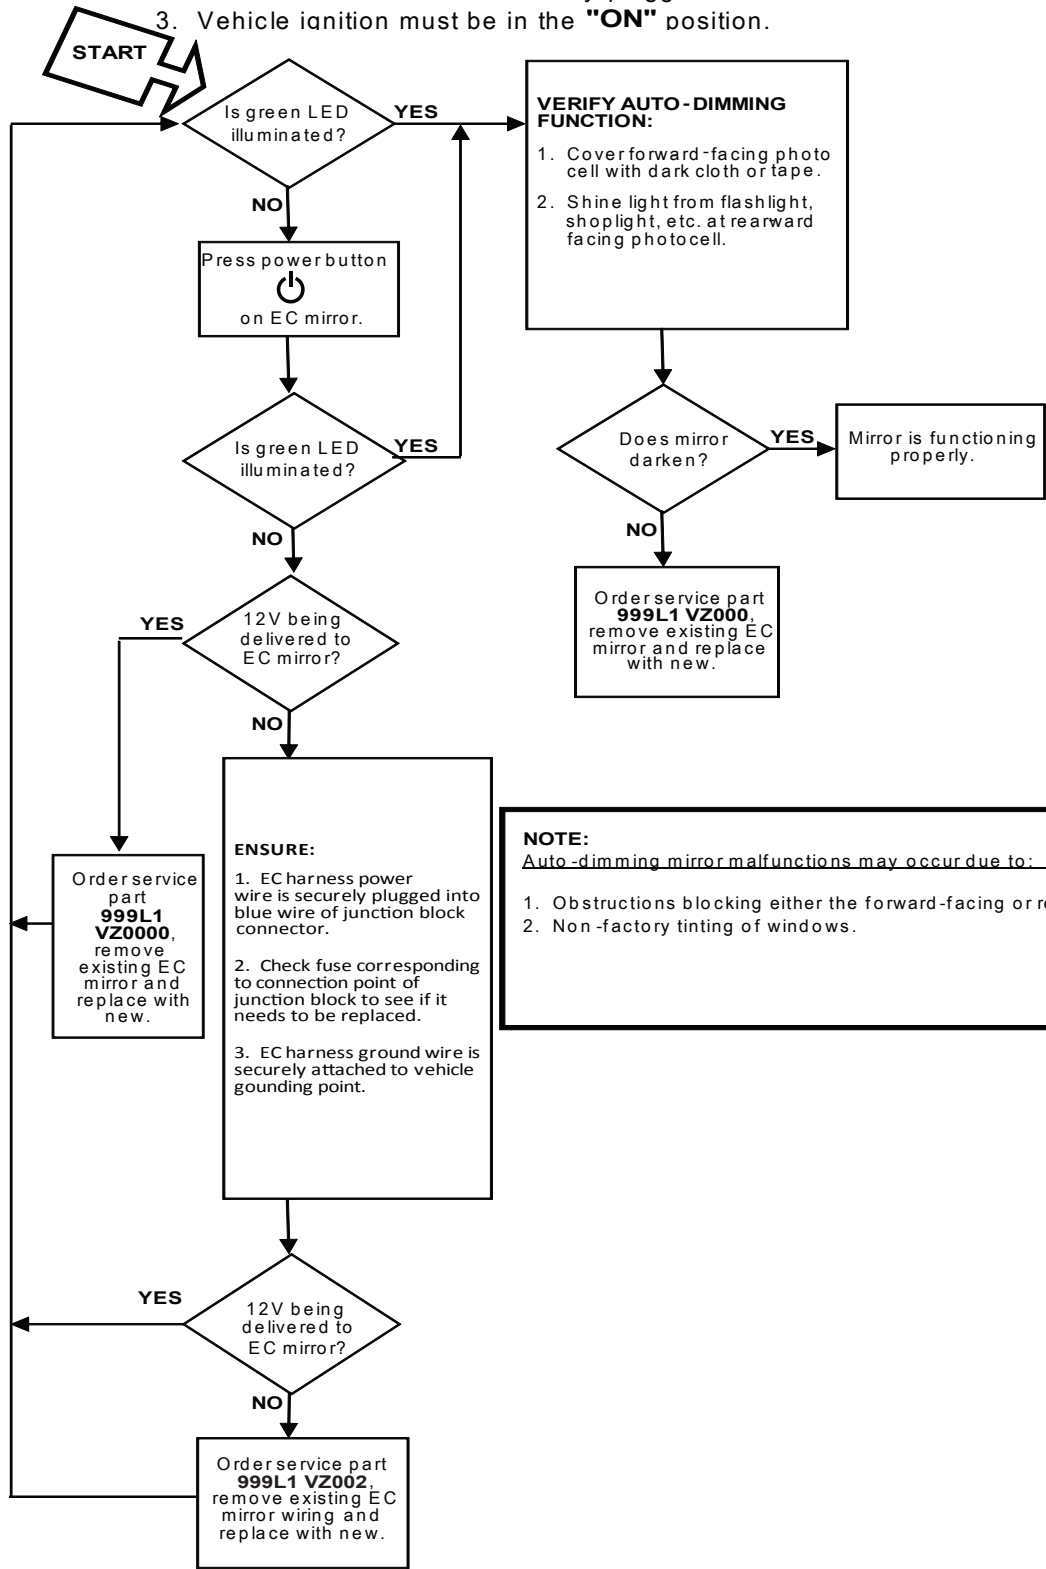 3. Vehicle ignition must be in the "ON" position.
START
Is green LED
illuminated?
YES
NO
Press power button
on EC mirror.
Is green LED
illuminated?
YES
NO
12V being
delivered to
EC mirror?
YES
NO
Order service
part
999L1
VZ0000,
remove
existing EC
mirror and
replace with
new.
ENSURE:
1. EC harness power
wire is securely plugged into
blue wire of junction block
connector.
2. Check fuse corresponding
to connection point of
junction block to see if it
needs to be replaced.
3. EC harness ground wire is
securely attached to vehicle
gounding point.
12V being
delivered to
EC mirror?
YES
NO
Order service part
999L1 VZ002,
remove existing EC
mirror wiring and
replace with new.
VERIFY AUTO-DIMMING
FUNCTION:
1. Cover forward-facing photo
cell with dark cloth or tape.
2. Shine light from flashlight,
shoplight, etc. at rearward
facing photocell.
Does mirror
darken?
YES
Mirror is functioning
properly.
NO
Order service part
999L1 VZ000,
remove existing EC
mirror and replace
with new.
NOTE:
Auto-dimming mirror malfunctions may occur due to:
1. Obstructions blocking either the forward-facing or
2. Non-factory tinting of windows.